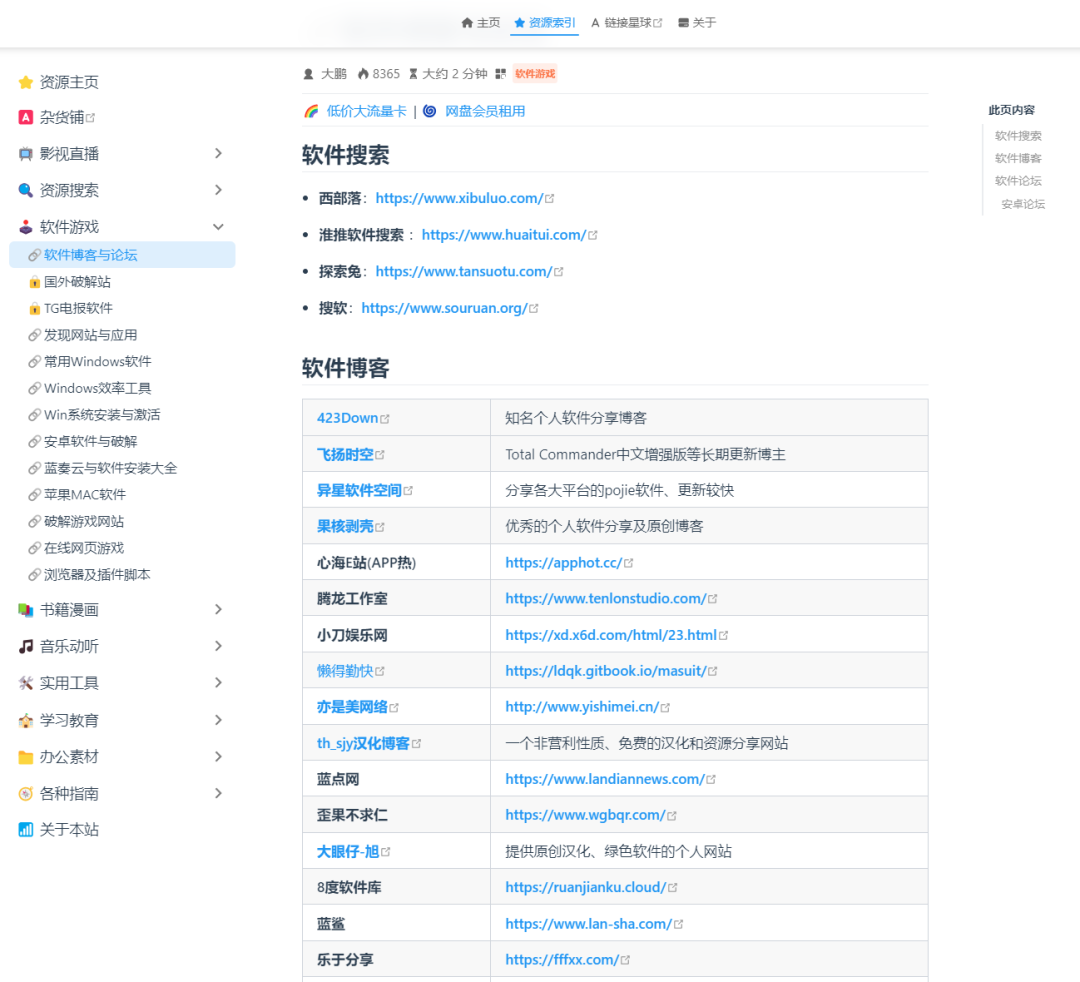 主页 资源索引 链接星球 关于
资源主页
杂货铺
影视直播
资源搜索
软件游戏
软件博客与论坛
国外破解站
TG电报软件
发现网站与应用
常用Windows软件
Windows效率工具
Win系统安装与激活
安卓软件与破解
蓝奏云与软件安装大全
苹果MAC软件
破解游戏网站
在线网页游戏
浏览器及插件脚本
书籍漫画
音乐动听
实用工具
学习教育
办公素材
各种指南
关于本站
大鹏 8365 大约 2 分钟 软件游戏
低价大流量卡 | 网盘会员租用
软件搜索
• 西部落：https://www.xibuluo.com/
• 淮推软件搜索 ：https://www.huaitui.com/
• 探索兔：https://www.tansuotu.com/
• 搜软：https://www.souruan.org/
软件博客
423Down 知名个人软件分享博客
飞扬时空 Total Commander中文增强版等长期更新博主
异星软件空间 分享各大平台的pojie软件、更新较快
果核剥壳 优秀的个人软件分享及原创博客
心海E站(APP热) https://apphot.cc/
腾龙工作室 https://www.tenlonstudio.com/
小刀娱乐网 https://xd.x6d.com/html/23.html
懒得勤快 https://ldqk.gitbook.io/masuit/
亦是美网络 http://www.yishimei.cn/
th_sjy汉化博客 一个非营利性质、免费的汉化和资源分享网站
蓝点网 https://www.landiannews.com/
歪果不求仁 https://www.wgbqr.com/
大眼仔-旭 提供原创汉化、绿色软件的个人网站
8度软件库 https://ruanjianku.cloud/
蓝鲨 https://www.lan-sha.com/
乐于分享 https://fffxx.com/
此页内容
软件搜索
软件博客
软件论坛
安卓论坛